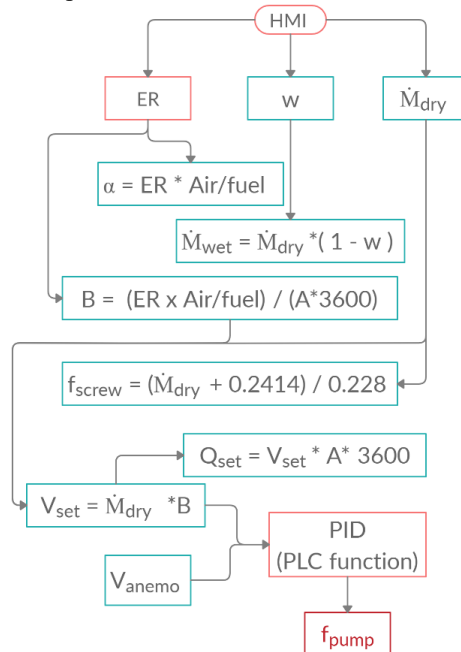 HMI
ER
w
Ṁdry
α = ER * Air/fuel
Ṁwet = Ṁdry *( 1 - w )
B = (ER x Air/fuel) / (A*3600)
fscrew = (Ṁdry + 0.2414) / 0.228
Qset = Vset * A* 3600
Vset = Ṁdry *B
PID
(PLC function)
Vanemo
fpump